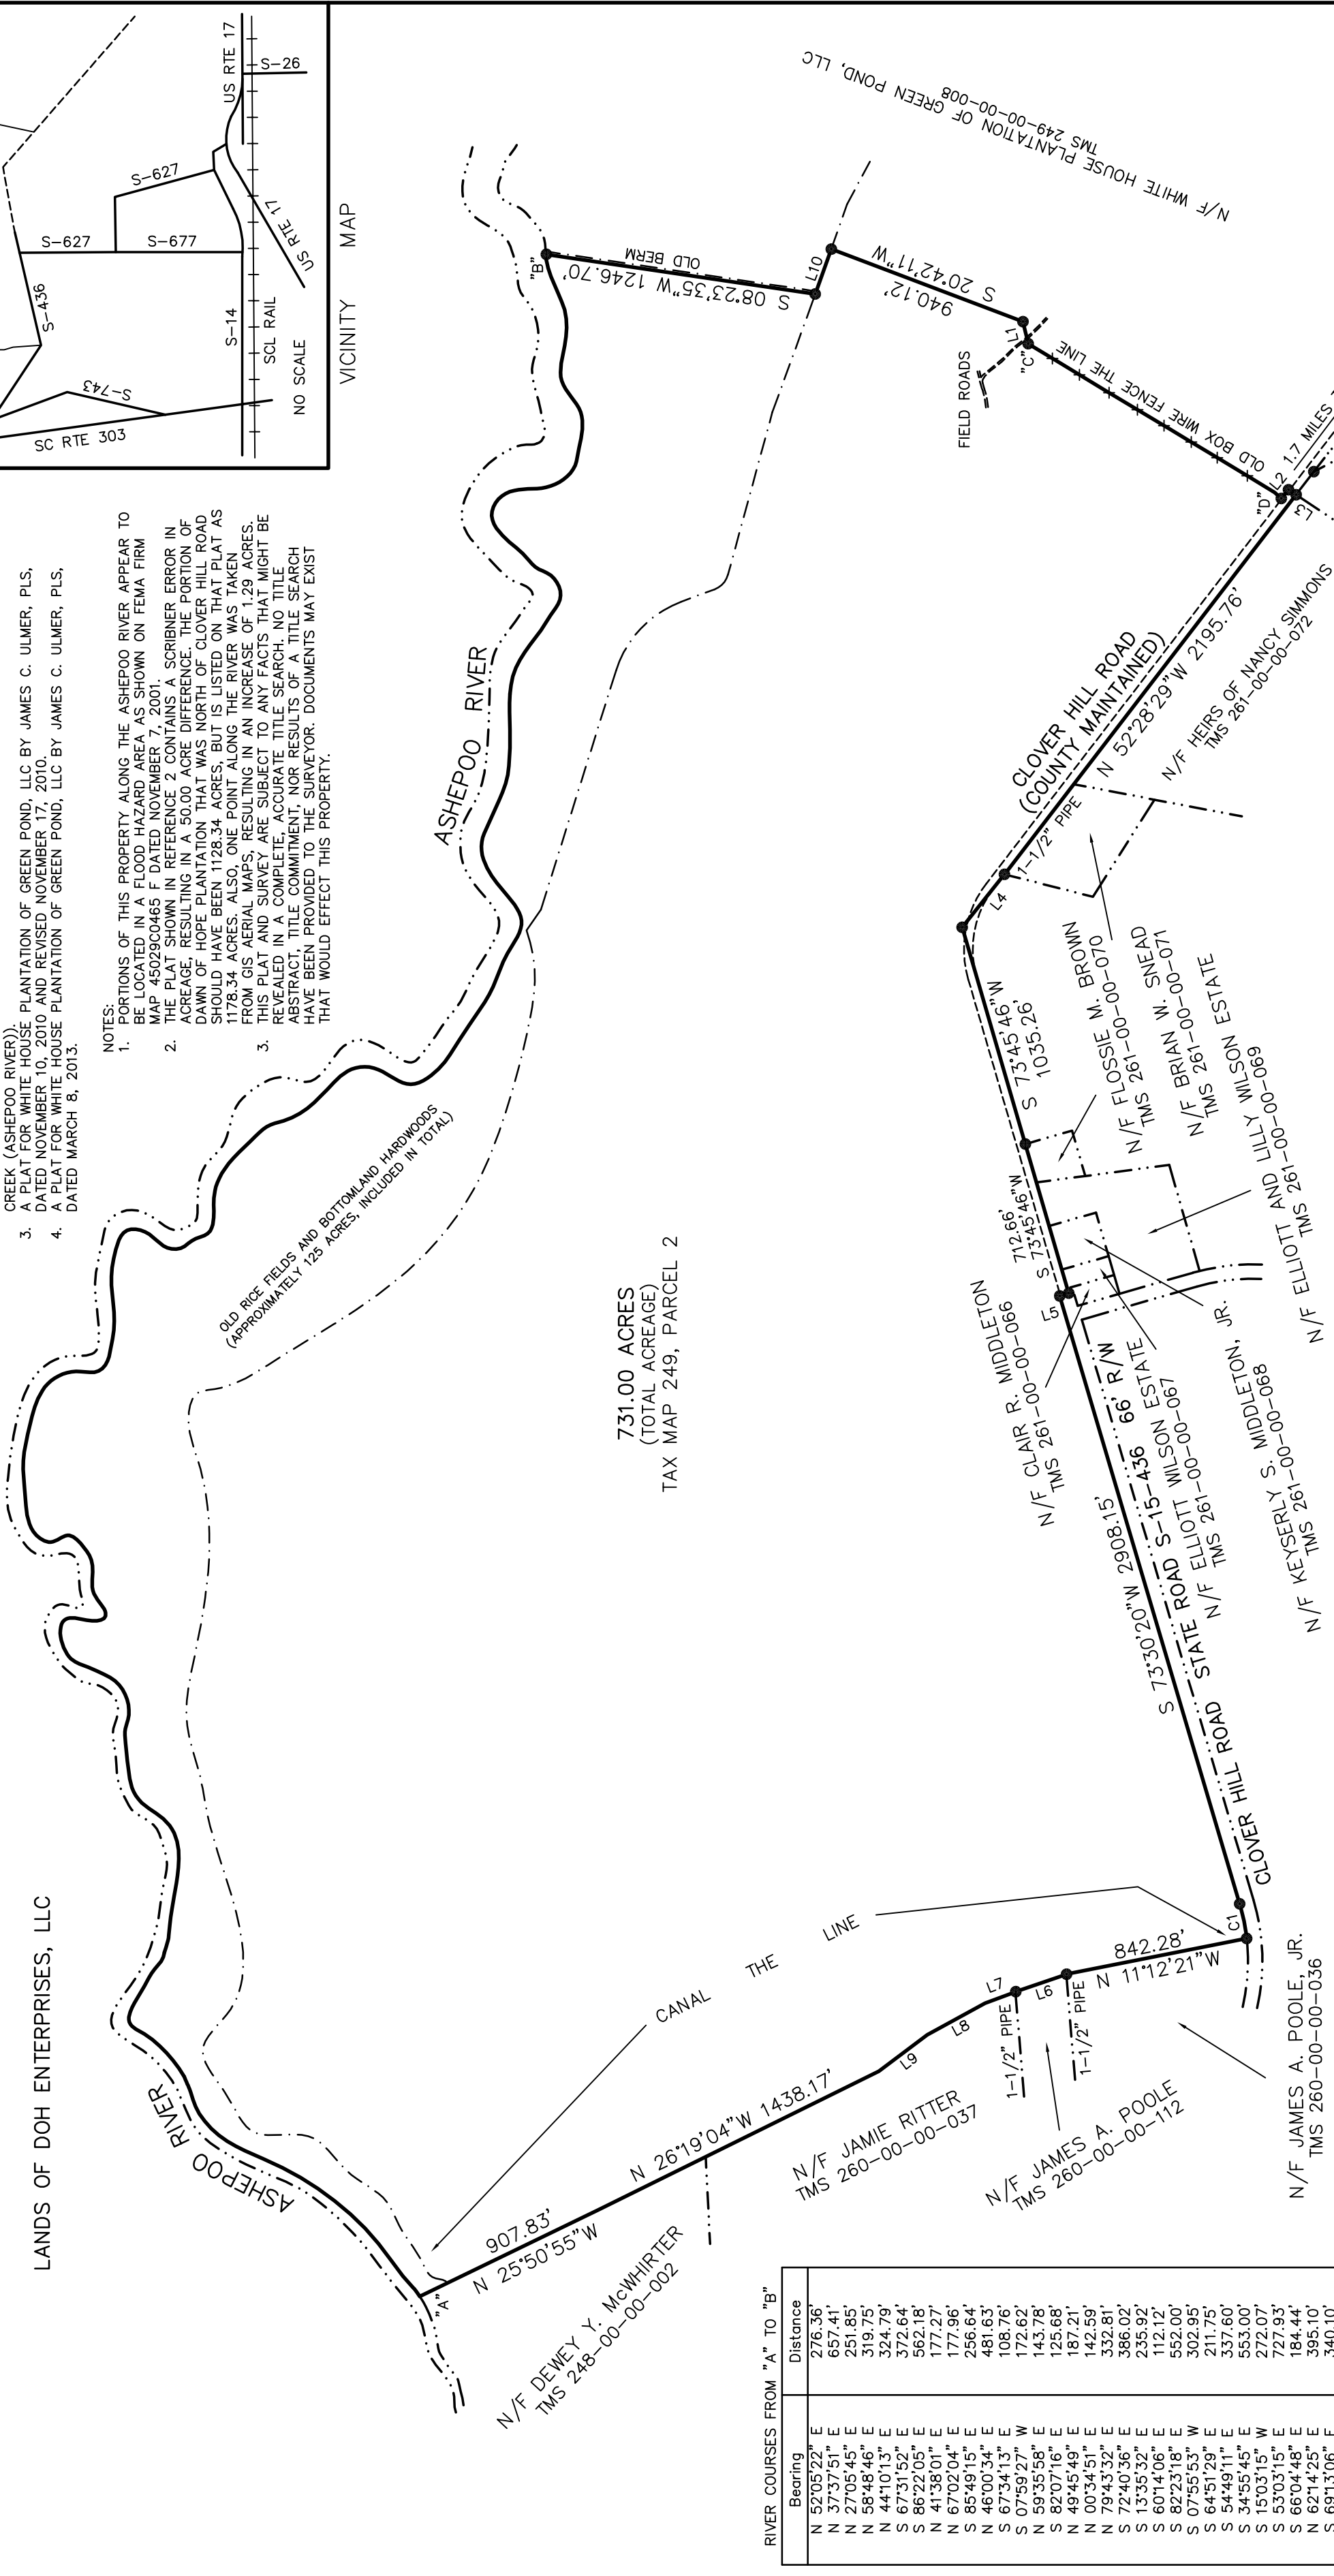 CREEK (ASHEPOO RIVER)).
3. A PLAT FOR WHITE HOUSE PLANTATION OF GREEN POND, LLC BY JAMES C. ULMER, PLS,
DATED NOVEMBER 10, 2010 AND REVISED NOVEMBER 17, 2010.
4. A PLAT FOR WHITE HOUSE PLANTATION OF GREEN POND, LLC BY JAMES C. ULMER, PLS,
DATED MARCH 8, 2013.
NOTES:
1. PORTIONS OF THIS PROPERTY ALONG THE ASHEPOO RIVER APPEAR TO
BE LOCATED IN A FLOOD HAZARD AREA AS SHOWN ON FEMA FIRM
MAP 45029C0465 F DATED NOVEMBER 7, 2001.
2. THE PLAT SHOWN IN REFERENCE 2 CONTAINS A SCRIBNER ERROR IN
ACREAGE, RESULTING IN A 50.00 ACRE DIFFERENCE. THE PORTION OF
DAWN OF HOPE PLANTATION THAT WAS NORTH OF CLOVER HILL ROAD
SHOULD HAVE BEEN 1128.34 ACRES, BUT IS LISTED ON THAT PLAT AS
1178.34 ACRES. ALSO, ONE POINT ALONG THE RIVER WAS TAKEN
FROM GIS AERIAL MAPS, RESULTING IN AN INCREASE OF 1.29 ACRES.
3. THIS PLAT AND SURVEY ARE SUBJECT TO ANY FACTS THAT MIGHT BE
REVEALED IN A COMPLETE, ACCURATE TITLE SEARCH. NO TITLE
ABSTRACT, TITLE COMMITMENT, NOR RESULTS OF A TITLE SEARCH
HAVE BEEN PROVIDED TO THE SURVEYOR. DOCUMENTS MAY EXIST
THAT WOULD EFFECT THIS PROPERTY.
SC RTE 303
S-743
S-436
S-627
S-677
S-627
S-14
SCL RAIL
US RTE 17
US RTE 17
S-26
NO SCALE
VICINITY MAP
LANDS OF DOH ENTERPRISES, LLC
ASHEPOO RIVER
ASHEPOO RIVER
OLD RICE FIELDS AND BOTTOMLAND HARDWOODS
(APPROXIMATELY 125 ACRES, INCLUDED IN TOTAL)
731.00 ACRES
(TOTAL ACREAGE)
TAX MAP 249, PARCEL 2
"B"
OLD BERM
S 08°23'35"W 1246.70'
L10
S 20°42'11"W
940.12'
N/F WHITE HOUSE PLANTATION OF GREEN POND, LLC
TMS 249-00-00-008
L1
"C"
FIELD ROADS
OLD BOX WIRE FENCE THE LINE
"D"
L2
L3
1.7 MILES
CLOVER HILL ROAD
(COUNTY MAINTAINED)
N 52°28'29"W 2195.76'
N/F HEIRS OF NANCY SIMMONS
TMS 261-00-00-072
1-1/2" PIPE
L4
S 73°45'46"W
1035.26'
N/F FLOSSIE M. BROWN
TMS 261-00-00-070
N/F BRIAN W. SNEAD
TMS 261-00-00-071
N/F ELLIOTT AND LILLY WILSON ESTATE
TMS 261-00-00-069
712.66'
S 73°45'46"W
L5
N/F CLAIR R. MIDDLETON
TMS 261-00-00-066
N/F ELLIOTT WILSON ESTATE
TMS 261-00-00-067
N/F KEYSERLY S. MIDDLETON, JR.
TMS 261-00-00-068
S 73°30'20"W 2908.15'
CLOVER HILL ROAD STATE ROAD S-15-436 66' R/W
C1
842.28'
N 11°12'21"W
CANAL THE LINE
L6
L7
L8
L9
1-1/2" PIPE
1-1/2" PIPE
N/F JAMES A. POOLE, JR.
TMS 260-00-00-036
N/F JAMES A. POOLE
TMS 260-00-00-112
N/F JAMIE RITTER
TMS 260-00-00-037
N 26°19'04"W 1438.17'
907.83'
N 25°50'55"W
"A"
N/F DEWEY Y. McWHIRTER
TMS 248-00-00-002
RIVER COURSES FROM "A" TO "B"
Bearing Distance
N 52°05'22" E 276.36'
N 37°37'51" E 657.41'
N 27°05'45" E 251.85'
N 58°48'46" E 319.75'
N 44°10'13" E 324.79'
S 67°31'52" E 372.64'
S 86°22'05" E 562.18'
N 41°38'01" E 177.27'
N 67°02'04" E 177.96'
S 85°49'15" E 256.64'
N 46°00'34" E 481.63'
S 67°34'13" E 108.76'
S 07°59'27" W 172.62'
N 59°35'58" E 143.78'
S 82°07'16" E 125.68'
N 49°45'49" E 187.21'
N 00°34'51" E 142.59'
N 79°43'32" E 332.81'
S 72°40'36" E 386.02'
S 13°35'32" E 235.92'
N 60°14'06" E 112.12'
S 82°23'18" E 552.00'
S 07°55'53" W 302.95'
S 64°51'29" E 211.75'
S 54°49'11" E 337.60'
S 34°55'45" E 553.00'
S 15°03'15" W 272.07'
S 53°03'15" E 727.93'
S 66°04'48" E 184.44'
N 62°14'25" E 395.10'
S 69°13'06" E 340.10'